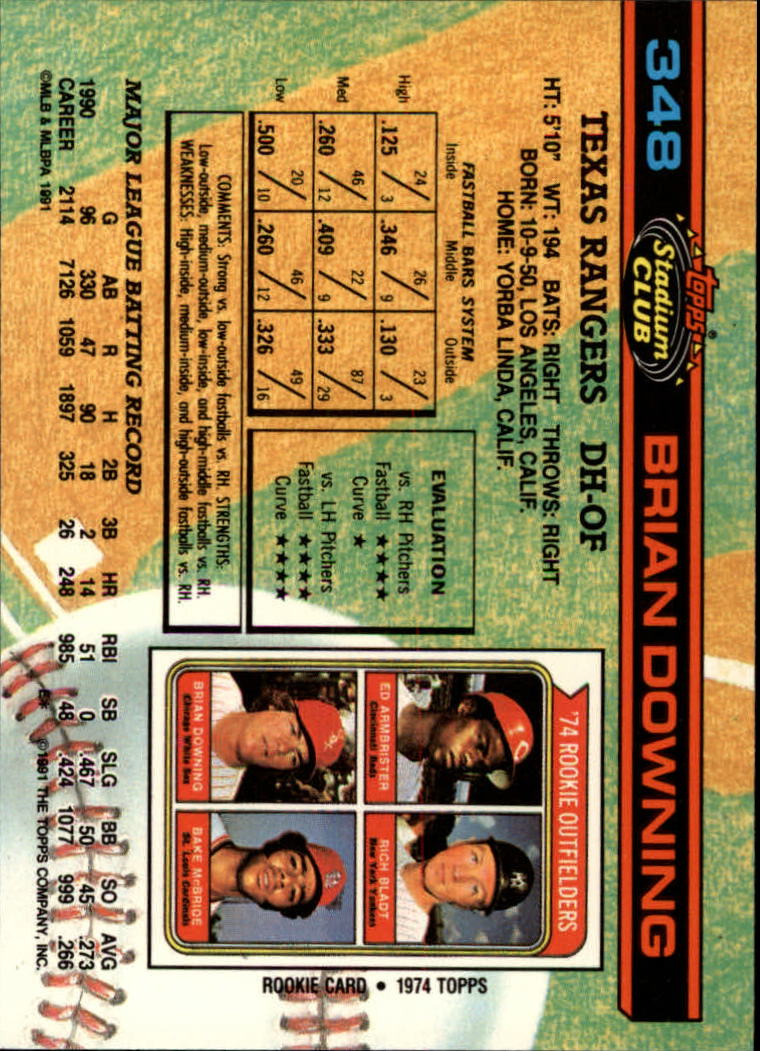 348
topps®
Stadium
CLUB
BRIAN DOWNING
TEXAS RANGERS DH-OF
HT: 5'10" WT: 194 BATS: RIGHT THROWS: RIGHT
BORN: 10-9-50, LOS ANGELES, CALIF.
HOME: YORBA LINDA, CALIF.
FASTBALL BARS SYSTEM
Inside Middle Outside
High .125 24/3 .346 26/9 .130 23/3
Med .260 46/12 .409 22/9 .333 87/29
Low .500 20/10 .260 46/12 .326 49/16
EVALUATION
vs. RH Pitchers
Fastball ★★★★
Curve ★
vs. LH Pitchers
Fastball ★★★★
Curve ★★★★
COMMENTS: Strong vs. low-outside fastballs vs. RH. STRENGTHS:
Low-outside, medium-outside, low-inside, and high-middle fastballs vs. RH.
WEAKNESSES: High-inside, medium-inside, and high-outside fastballs vs. RH.
'74 ROOKIE OUTFIELDERS
ED ARMBRISTER
Cincinnati Reds
RICH BLADT
New York Yankees
BRIAN DOWNING
Chicago White Sox
BAKE McBRIDE
St. Louis Cardinals
ROOKIE CARD • 1974 TOPPS
MAJOR LEAGUE BATTING RECORD
G AB R H 2B 3B HR RBI SB SLG BB SO AVG
1990 96 330 47 90 18 2 14 51 0 .467 50 45 .273
CAREER 2114 7126 1059 1897 325 26 248 985 48 .424 1077 999 .266
©MLB & MLBPA 1991
E* ©1991 THE TOPPS COMPANY, INC.